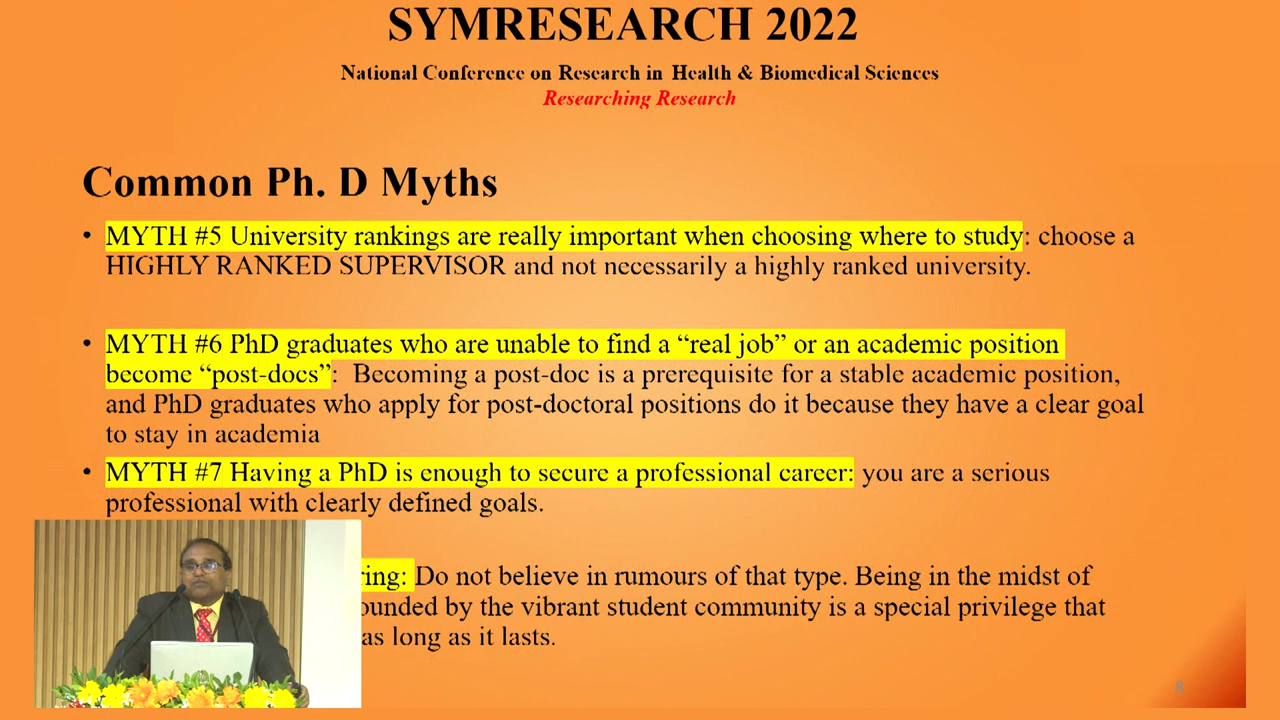 SYMRESEARCH 2022
National Conference on Research in Health & Biomedical Sciences
Researching Research
Common Ph. D Myths
• MYTH #5 University rankings are really important when choosing where to study: choose a
HIGHLY RANKED SUPERVISOR and not necessarily a highly ranked university.
• MYTH #6 PhD graduates who are unable to find a “real job” or an academic position
become “post-docs”: Becoming a post-doc is a prerequisite for a stable academic position,
and PhD graduates who apply for post-doctoral positions do it because they have a clear goal
to stay in academia
• MYTH #7 Having a PhD is enough to secure a professional career: you are a serious
professional with clearly defined goals.
ring: Do not believe in rumours of that type. Being in the midst of
ounded by the vibrant student community is a special privilege that
as long as it lasts.
8